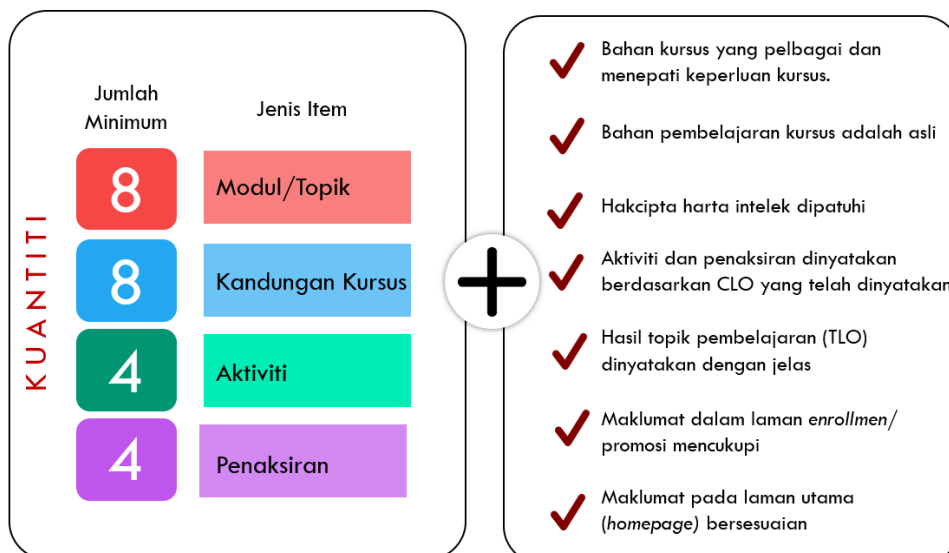 KUANTITI
Jumlah
Minimum
Jenis Item
8
Modul/Topik
8
Kandungan Kursus
4
Aktiviti
4
Penaksiran
Bahan kursus yang pelbagai dan
menepati keperluan kursus.
Bahan pembelajaran kursus adalah asli
Hakcipta harta intelek dipatuhi
Aktiviti dan penaksiran dinyatakan
berdasarkan CLO yang telah dinyatakan
Hasil topik pembelajaran (TLO)
dinyatakan dengan jelas
Maklumat dalam laman enrollmen/
promosi mencukupi
Maklumat pada laman utama
(homepage) bersesuaian